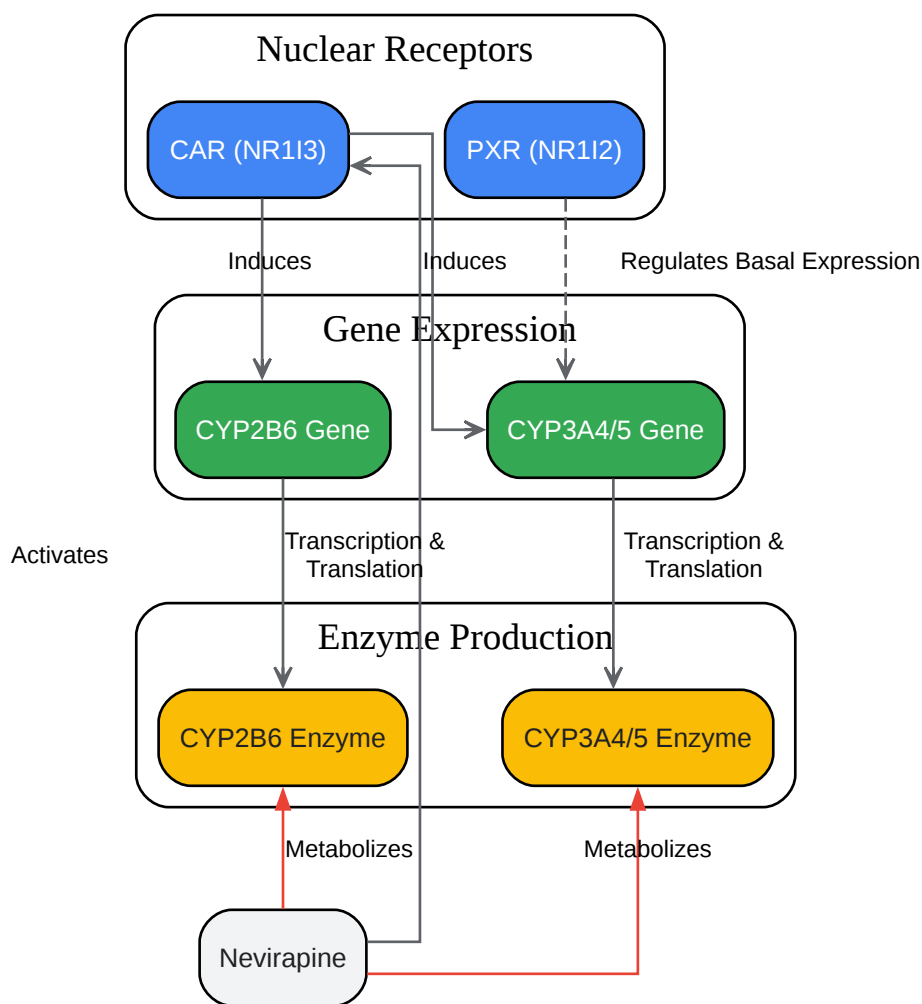 Nuclear Receptors
CAR (NR1I3)
PXR (NR1I2)
Induces
Induces
Regulates Basal Expression
Gene Expression
CYP2B6 Gene
CYP3A4/5 Gene
Activates
Transcription &
Translation
Transcription &
Translation
Enzyme Production
CYP2B6 Enzyme
CYP3A4/5 Enzyme
Metabolizes
Metabolizes
Nevirapine